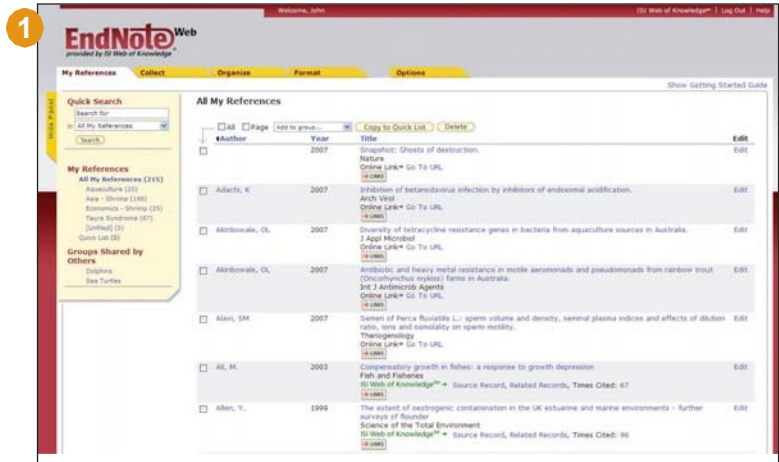 1
Welcome, John
ISI Web of Knowledge℠ | Log Out | Help
EndNote® Web
provided by ISI Web of Knowledge
My References Collect Organize Format Options
Show Getting Started Guide
Hide Panel
Quick Search
Search for
in All My References
Search
My References
All My References (215)
Aquaculture (20)
Asia - Shrimp (198)
Economics - Shrimp (25)
Taura Syndrome (67)
[Unfiled] (0)
Quick List (0)
Groups Shared by
Others
Dolphins
Sea Turtles
All My References
All Page Add to group... Copy to Quick List Delete
Author Year Title Edit
2007 Snapshot: Ghosts of destruction. Edit
Nature
Online Link→ Go To URL
LINKS
Adachi, K 2007 Inhibition of betanodavirus infection by inhibitors of endosomal acidification. Edit
Arch Virol
Online Link→ Go To URL
LINKS
Akinbowale, OL 2007 Diversity of tetracycline resistance genes in bacteria from aquaculture sources in Australia. Edit
J Appl Microbiol
Online Link→ Go To URL
LINKS
Akinbowale, OL 2007 Antibiotic and heavy metal resistance in motile aeromonads and pseudomonads from rainbow trout Edit
(Oncorhynchus mykiss) farms in Australia.
Int J Antimicrob Agents
Online Link→ Go To URL
LINKS
Alavi, SM 2007 Semen of Perca fluviatilis L.: sperm volume and density, seminal plasma indices and effects of dilution Edit
ratio, ions and osmolality on sperm motility.
Theriogenology
Online Link→ Go To URL
LINKS
Ali, M. 2003 Compensatory growth in fishes: a response to growth depression Edit
Fish and Fisheries
ISI Web of Knowledge℠ → Source Record, Related Records, Times Cited: 67
LINKS
Allen, Y. 1999 The extent of oestrogenic contamination in the UK estuarine and marine environments - further Edit
surveys of flounder
Science of the Total Environment
ISI Web of Knowledge℠ → Source Record, Related Records, Times Cited: 98
LINKS